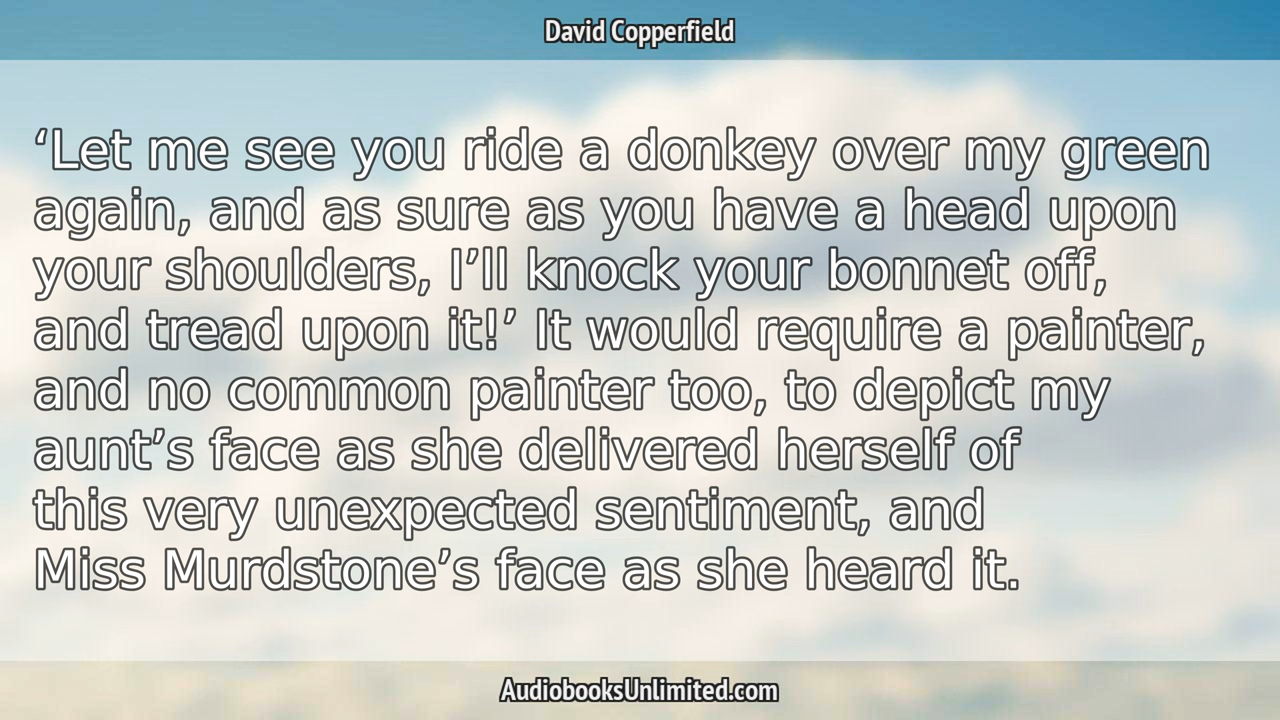 David Copperfield
‘Let me see you ride a donkey over my green
again, and as sure as you have a head upon
your shoulders, I’ll knock your bonnet off,
and tread upon it!’ It would require a painter,
and no common painter too, to depict my
aunt’s face as she delivered herself of
this very unexpected sentiment, and
Miss Murdstone’s face as she heard it.
AudiobooksUnlimited.com